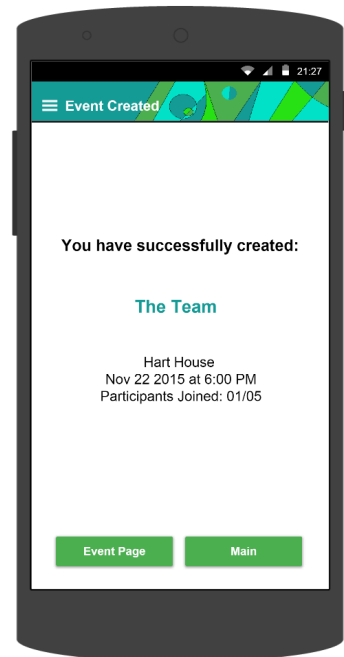 21:27
Event Created
You have successfully created:
The Team
Hart House
Nov 22 2015 at 6:00 PM
Participants Joined: 01/05
Event Page
Main